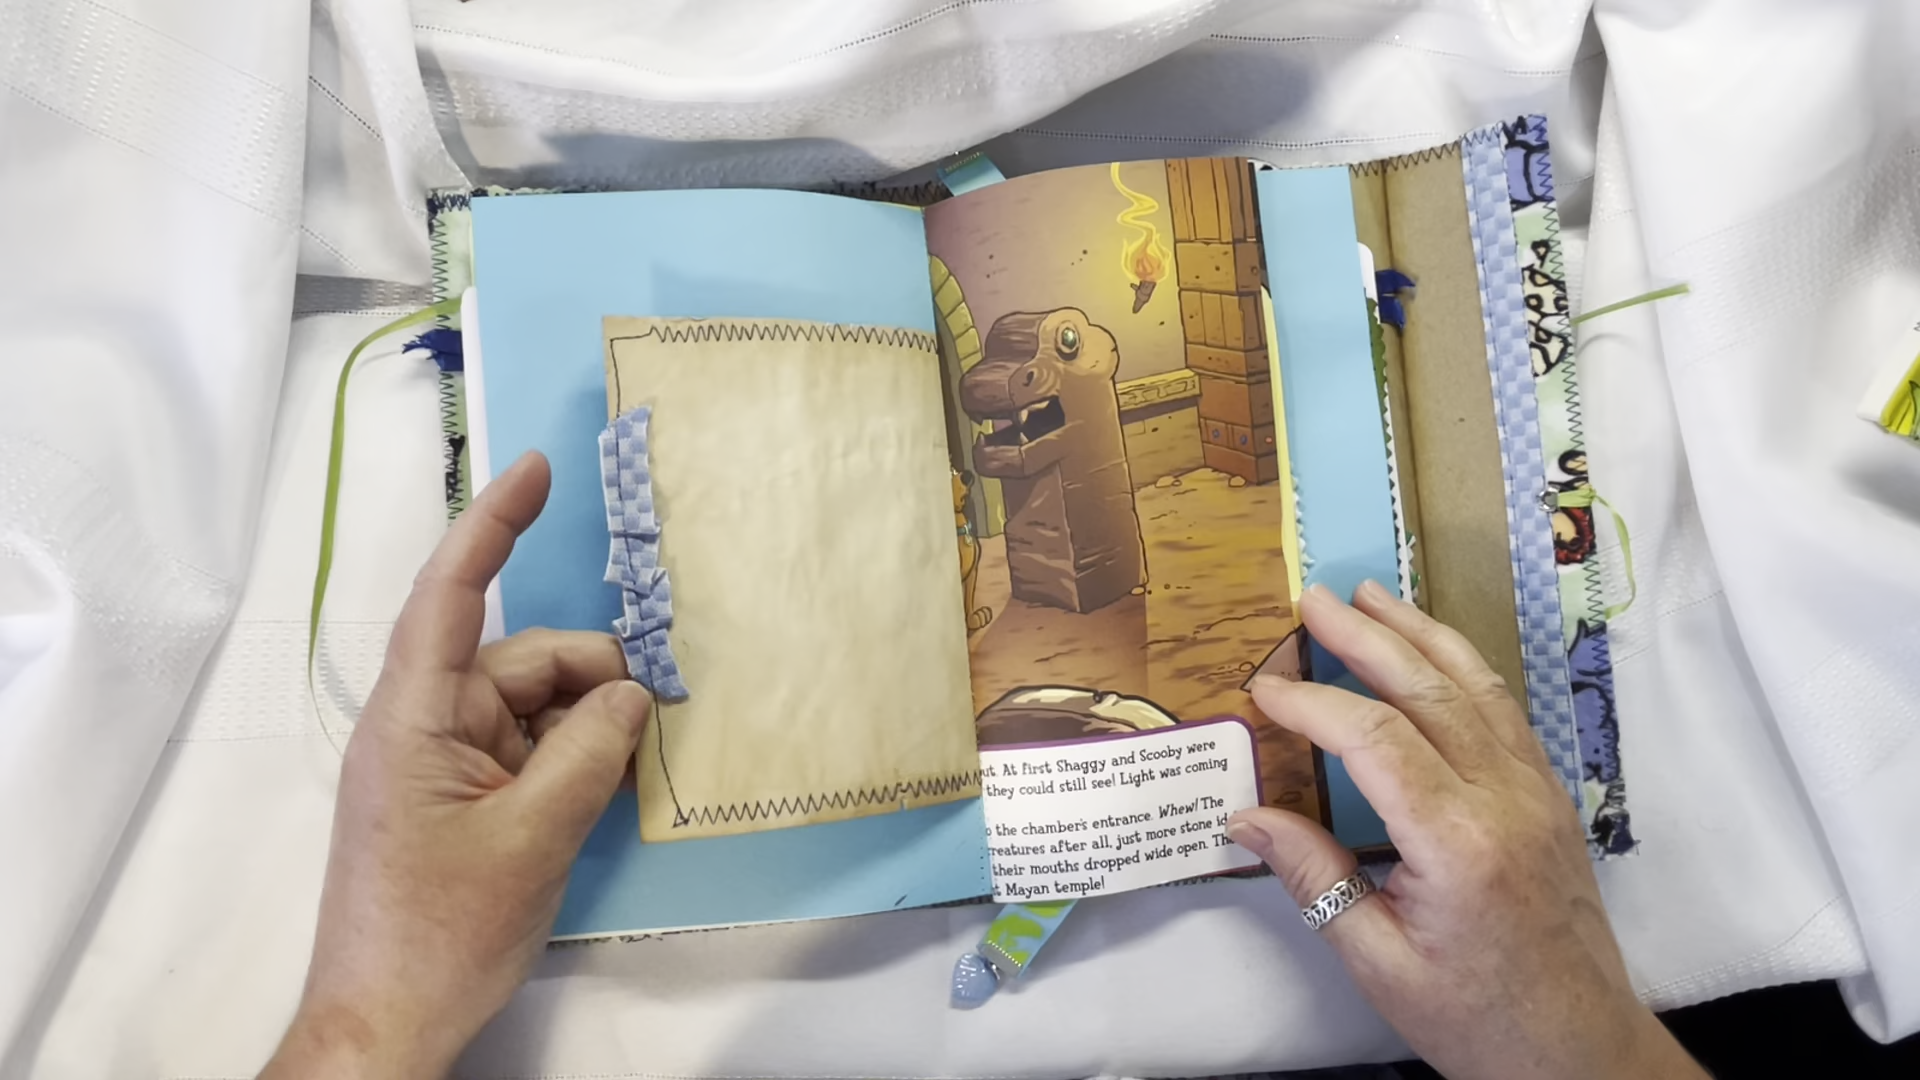 ut. At first Shaggy and Scooby were
they could still see! Light was coming
o the chamber's entrance. Whew! The
reatures after all, just more stone id
their mouths dropped wide open. Th
t Mayan temple!